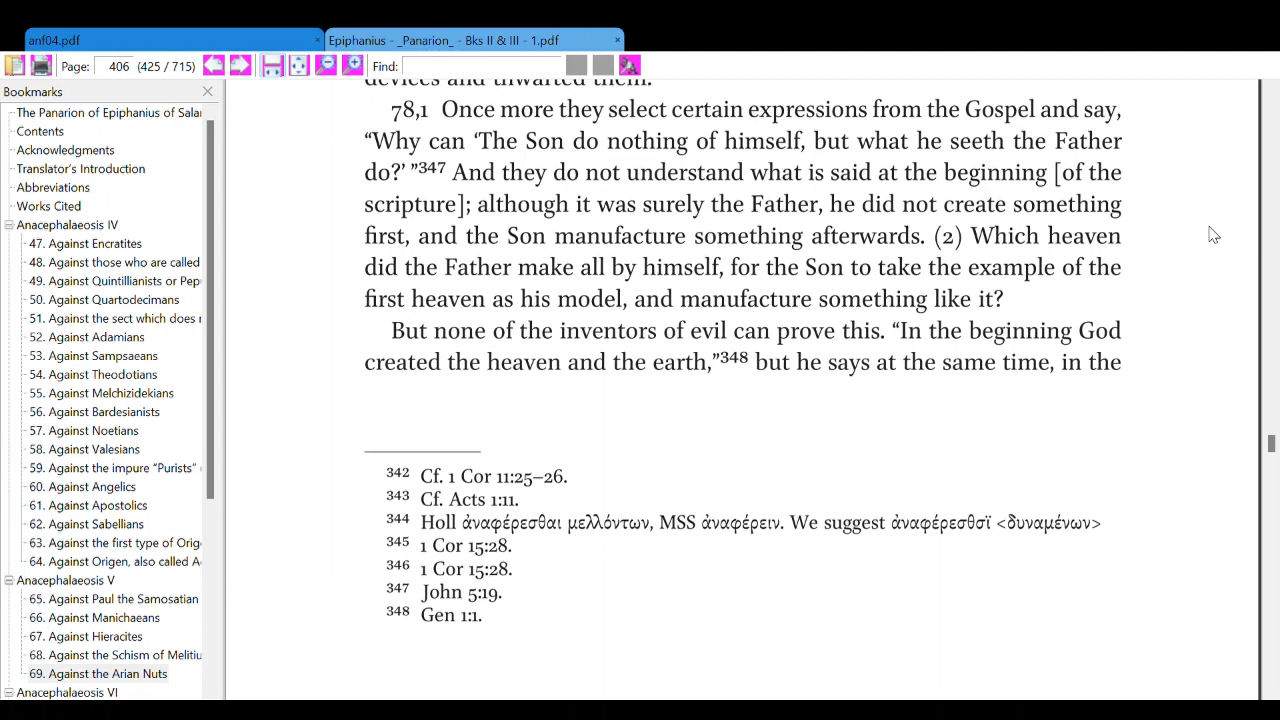 anf04.pdf
Epiphanius - _Panarion_ - Bks II & III - 1.pdf
Page: 406 (425 / 715) Find:
Bookmarks
The Panarion of Epiphanius of Sala
Contents
Acknowledgments
Translator's Introduction
Abbreviations
Works Cited
Anacephalaeosis IV
47. Against Encratites
48. Against those who are called
49. Against Quintillianists or Pep
50. Against Quartodecimans
51. Against the sect which does n
52. Against Adamians
53. Against Sampsaeans
54. Against Theodotians
55. Against Melchizidekians
56. Against Bardesianists
57. Against Noetians
58. Against Valesians
59. Against the impure “Purists” (
60. Against Angelics
61. Against Apostolics
62. Against Sabellians
63. Against the first type of Orig
64. Against Origen, also called A
Anacephalaeosis V
65. Against Paul the Samosatian
66. Against Manichaeans
67. Against Hieracites
68. Against the Schism of Melitiu
69. Against the Arian Nuts
Anacephalaeosis VI
devices and thwarted them.
78,1 Once more they select certain expressions from the Gospel and say,
“Why can ‘The Son do nothing of himself, but what he seeth the Father
do?’ ”347 And they do not understand what is said at the beginning [of the
scripture]; although it was surely the Father, he did not create something
first, and the Son manufacture something afterwards. (2) Which heaven
did the Father make all by himself, for the Son to take the example of the
first heaven as his model, and manufacture something like it?
But none of the inventors of evil can prove this. “In the beginning God
created the heaven and the earth,”348 but he says at the same time, in the
342 Cf. 1 Cor 11:25–26.
343 Cf. Acts 1:11.
344 Holl ἀναφέρεσθαι μελλόντων, MSS ἀναφέρειν. We suggest ἀναφέρεσθσϊ <δυναμένων>
345 1 Cor 15:28.
346 1 Cor 15:28.
347 John 5:19.
348 Gen 1:1.